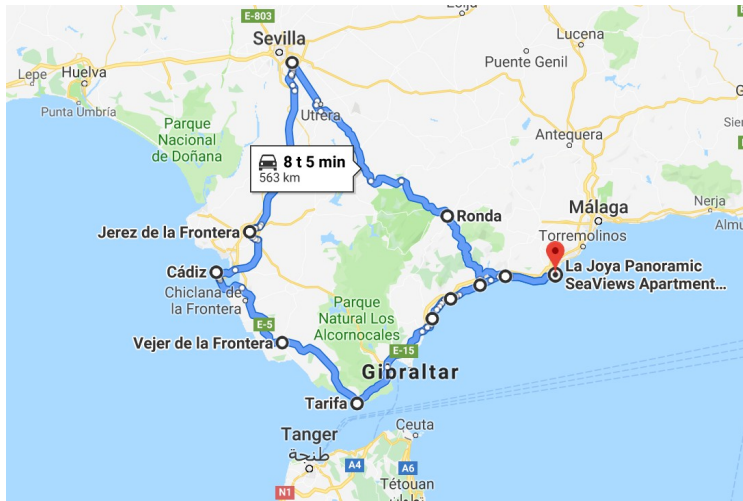 E-803
Sevilla
Lucena
Lepe
Huelva
Puente Genil
Punta Umbría
Utrera
Parque
Nacional
de Doñana
Antequera
8 t 5 min
563 km
Málaga
Nerja
Ronda
Torremolinos
Jerez de la Frontera
Cádiz
La Joya Panoramic
SeaViews Apartment...
Chiclana de
la Frontera
Parque
Natural Los
Alcornocales
E-5
Vejer de la Frontera
E-15
Gibraltar
Tarifa
Ceuta
Tanger
طنجة
A4
A6
Tétouan
N1